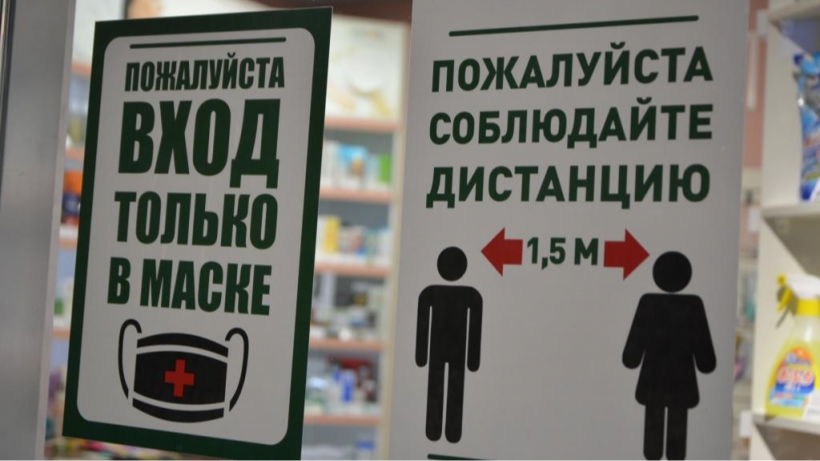 ПОЖАЛУЙСТА
ВХОД
ТОЛЬКО
В МАСКЕ
ПОЖАЛУЙСТА
СОБЛЮДАЙТЕ
ДИСТАНЦИЮ
1,5 М